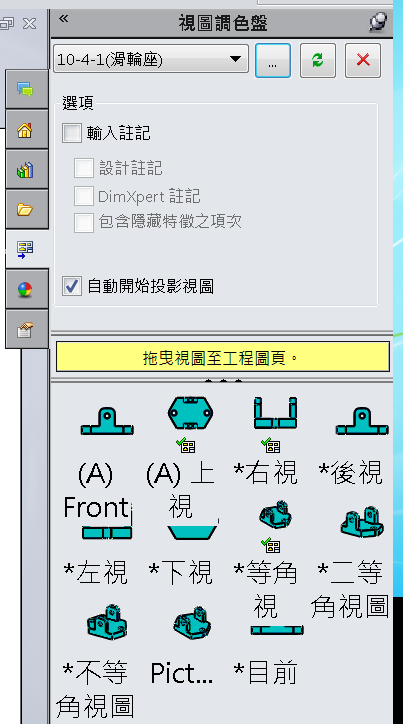 視圖調色盤
10-4-1(滑輪座)
...
選項
輸入註記
設計註記
DimXpert 註記
包含隱藏特徵之項次
自動開始投影視圖
拖曳視圖至工程圖頁。
(A) Front
(A) 上視
*右視
*後視
*左視
*下視
*等角視
*二等角視圖
*不等角視圖
Pict...
*目前